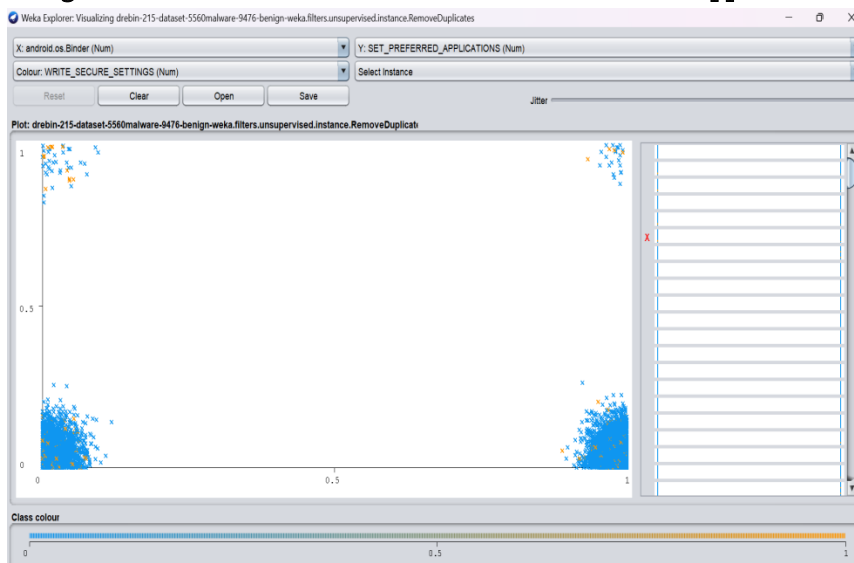 Weka Explorer: Visualizing drebin-215-dataset-5560malware-9476-benign-weka.filters.unsupervised.instance.RemoveDuplicates
X: android.os.Binder (Num)
Y: SET_PREFERRED_APPLICATIONS (Num)
Colour: WRITE_SECURE_SETTINGS (Num)
Select Instance
Reset
Clear
Open
Save
Jitter
Plot: drebin-215-dataset-5560malware-9476-benign-weka.filters.unsupervised.instance.RemoveDuplicat
1
0.5
0
0
0.5
1
X
Class colour
0
0.5
1